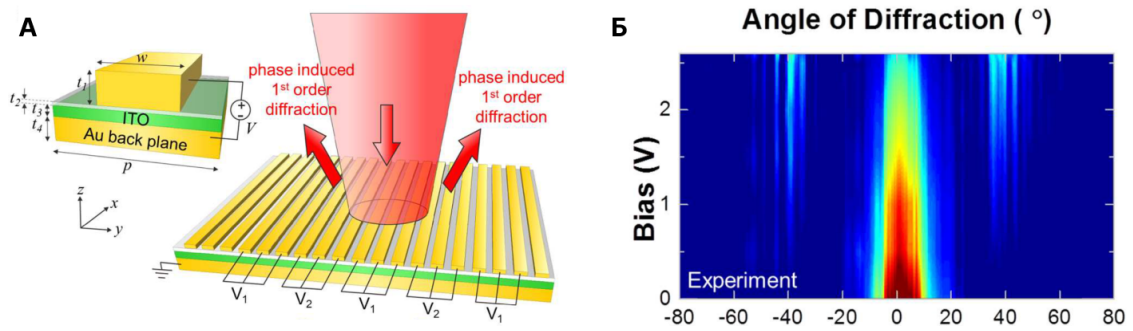 А
w
phase induced
1st order
diffraction
phase induced
1st order
diffraction
t1
t2
t3
t4
ITO
Au back plane
V
p
z
x
y
V1
V2
V1
V2
V1
Б
Angle of Diffraction ( °)
Bias (V)
2
1
0
Experiment
-80 -60 -40 -20 0 20 40 60 80